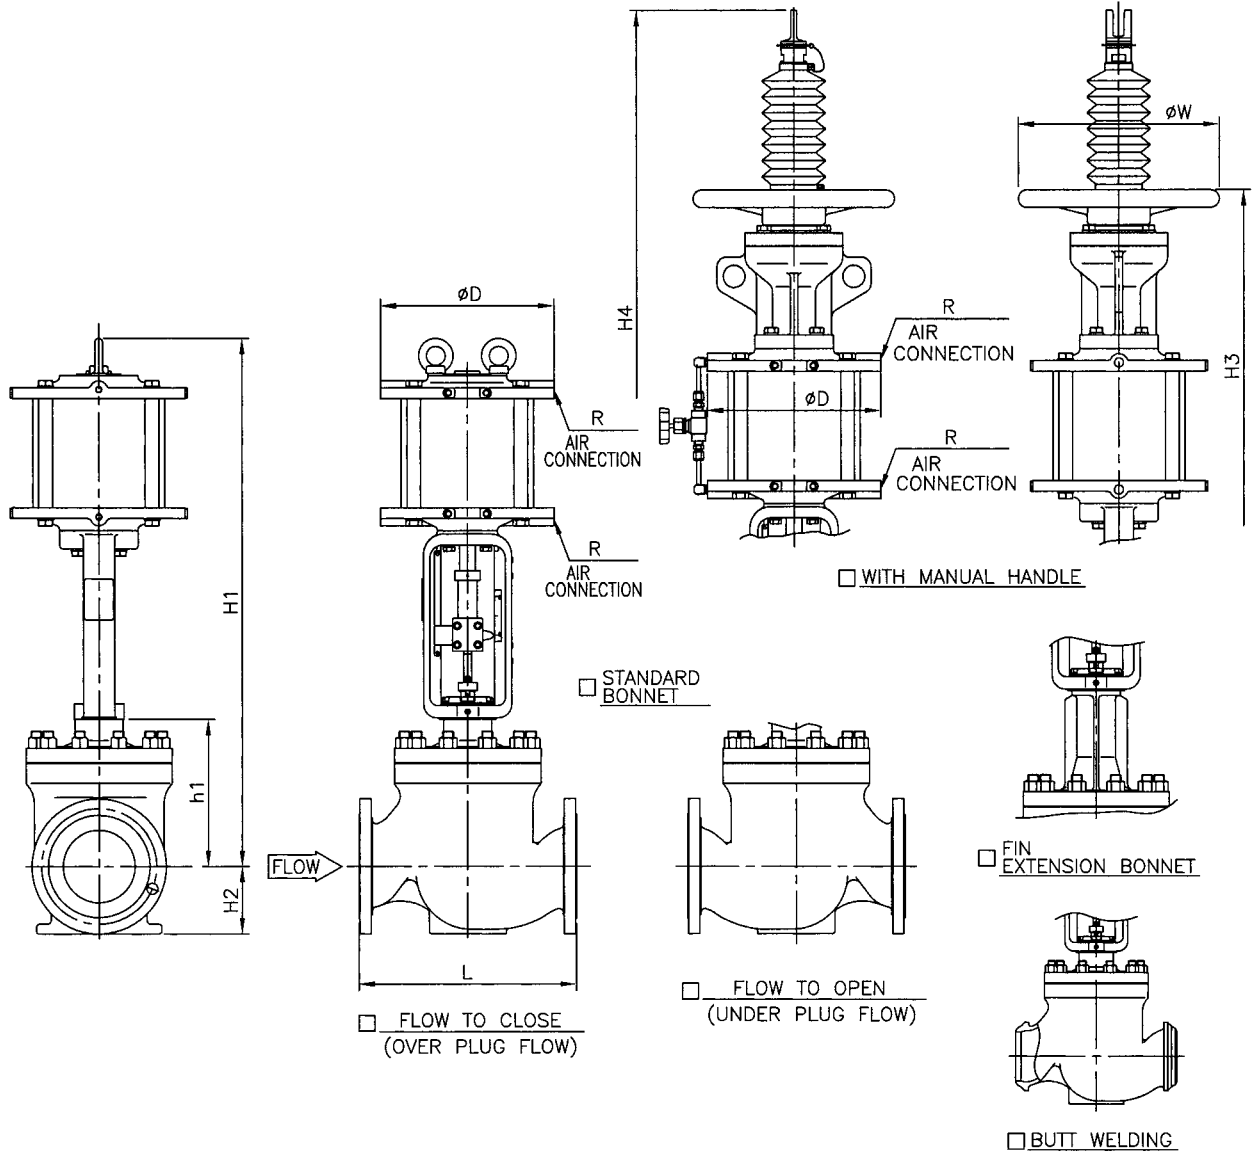 H4
øW
øD
R
AIR
CONNECTION
H3
øD
R
AIR
CONNECTION
R
AIR
CONNECTION
R
AIR
CONNECTION
WITH MANUAL HANDLE
H1
STANDARD
BONNET
h1
FLOW
H2
FIN
EXTENSION BONNET
L
FLOW TO CLOSE
(OVER PLUG FLOW)
FLOW TO OPEN
(UNDER PLUG FLOW)
BUTT WELDING